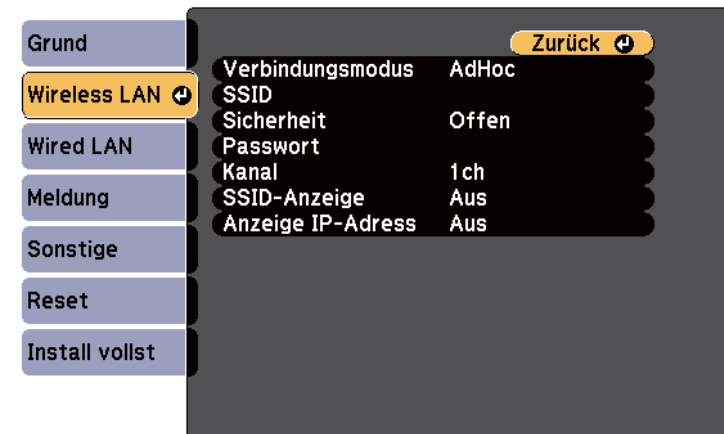 Grund
Wireless LAN
Wired LAN
Meldung
Sonstige
Reset
Install vollst
Zurück
Verbindungsmodus AdHoc
SSID
Sicherheit Offen
Passwort
Kanal 1ch
SSID-Anzeige Aus
Anzeige IP-Adress Aus